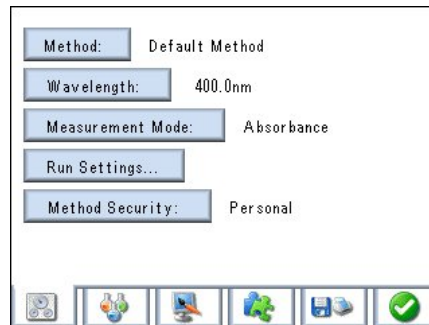 Method: Default Method
Wavelength: 400.0nm
Measurement Mode: Absorbance
Run Settings...
Method Security: Personal